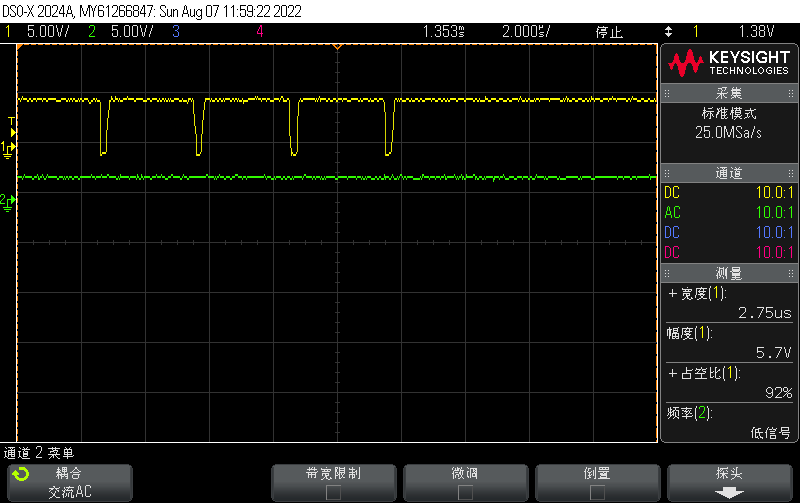 DSO-X 2024A, MY61266847: Sun Aug 07 11:59:22 2022
1 5.00V/ 2 5.00V/ 3 4 1.353ms 2.000us/ 停止 1 1.38V
KEYSIGHT
TECHNOLOGIES
采集
标准模式
25.0MSa/s
通道
DC 10.0:1
AC 10.0:1
DC 10.0:1
DC 10.0:1
测量
+宽度(1):
2.75us
幅度(1):
5.7V
+占空比(1):
92%
频率(2):
低信号
T
1
2
通道 2 菜单
耦合
交流AC
带宽限制
微调
倒置
探头